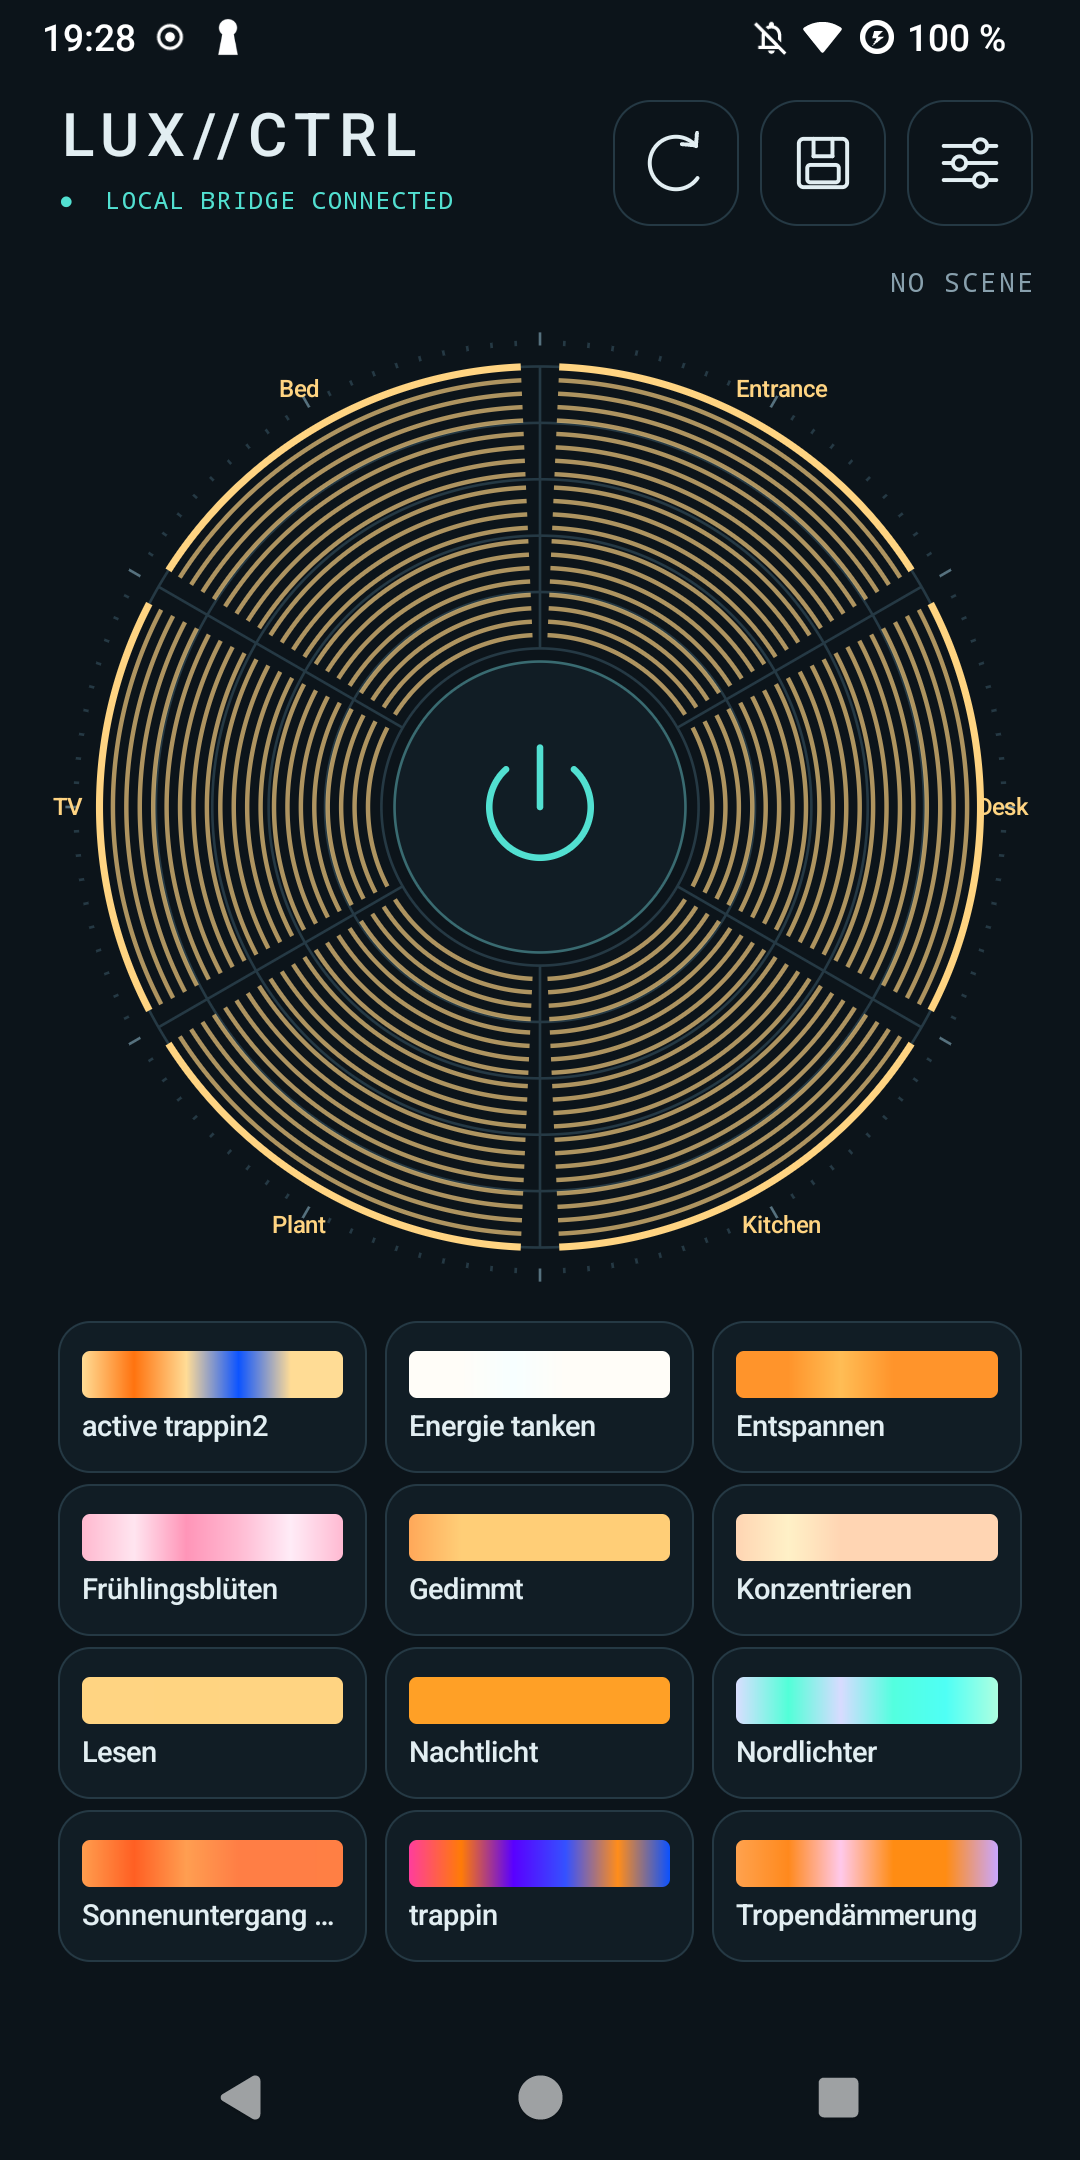 19:28
100 %
LUX//CTRL
LOCAL BRIDGE CONNECTED
NO SCENE
Bed
Entrance
TV
Desk
Plant
Kitchen
active trappin2
Energie tanken
Entspannen
Frühlingsblüten
Gedimmt
Konzentrieren
Lesen
Nachtlicht
Nordlichter
Sonnenuntergang ...
trappin
Tropendämmerung